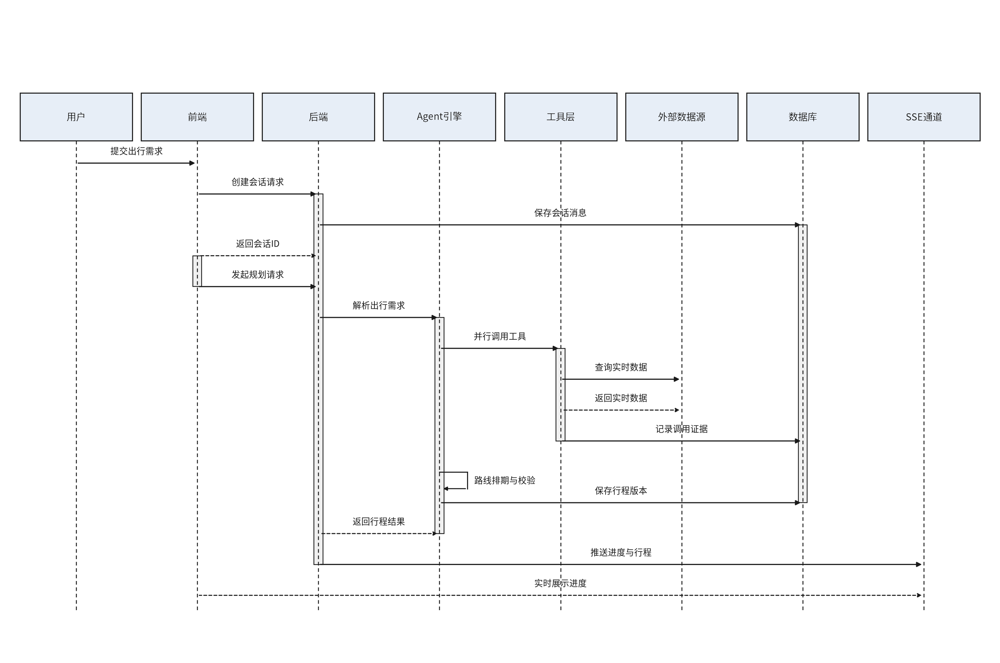 用户
前端
后端
Agent引擎
工具层
外部数据源
数据库
SSE通道
提交出行需求
创建会话请求
保存会话消息
返回会话ID
发起规划请求
解析出行需求
并行调用工具
查询实时数据
返回实时数据
记录调用证据
路线排期与校验
保存行程版本
返回行程结果
推送进度与行程
实时展示进度